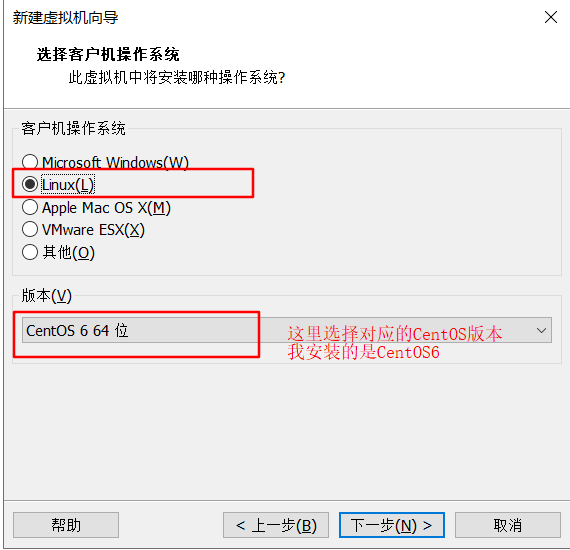 新建虚拟机向导
选择客户机操作系统
此虚拟机中将安装哪种操作系统?
客户机操作系统
Microsoft Windows(W)
Linux(L)
Apple Mac OS X(M)
VMware ESX(X)
其他(O)
版本(V)
CentOS 6 64 位
这里选择对应的CentOS版本
我安装的是CentOS6
帮助
< 上一步(B)
下一步(N) >
取消